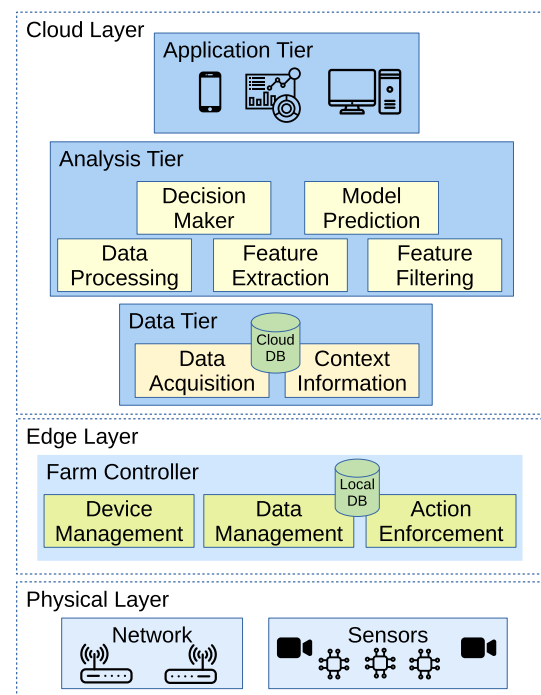 Cloud Layer
Application Tier
Analysis Tier
Decision
Maker
Model
Prediction
Data
Processing
Feature
Extraction
Feature
Filtering
Data Tier
Cloud
DB
Data
Acquisition
Context
Information
Edge Layer
Farm Controller
Local
DB
Device
Management
Data
Management
Action
Enforcement
Physical Layer
Network
Sensors